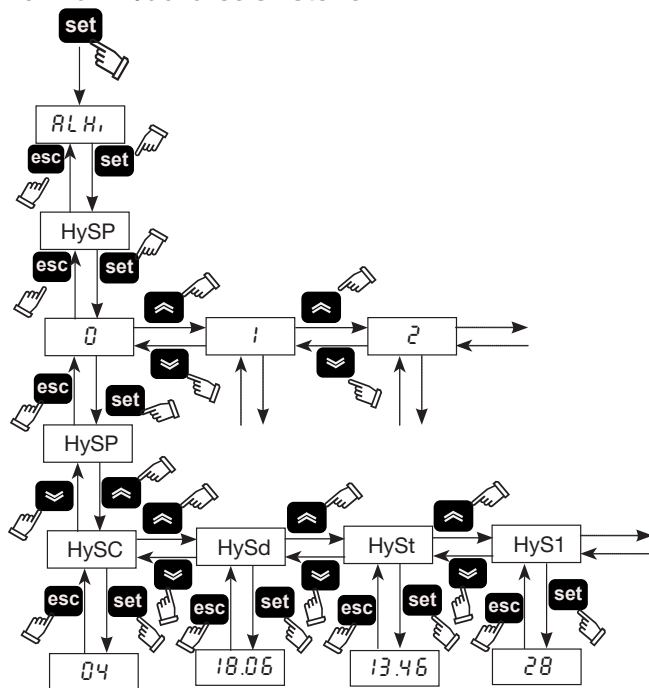 set
ALHi
esc set
HySP
esc set
0 1 2
esc set
HySP
HySC HySd HySt HyS1
esc set esc set esc set esc set
04 18.06 13.46 28